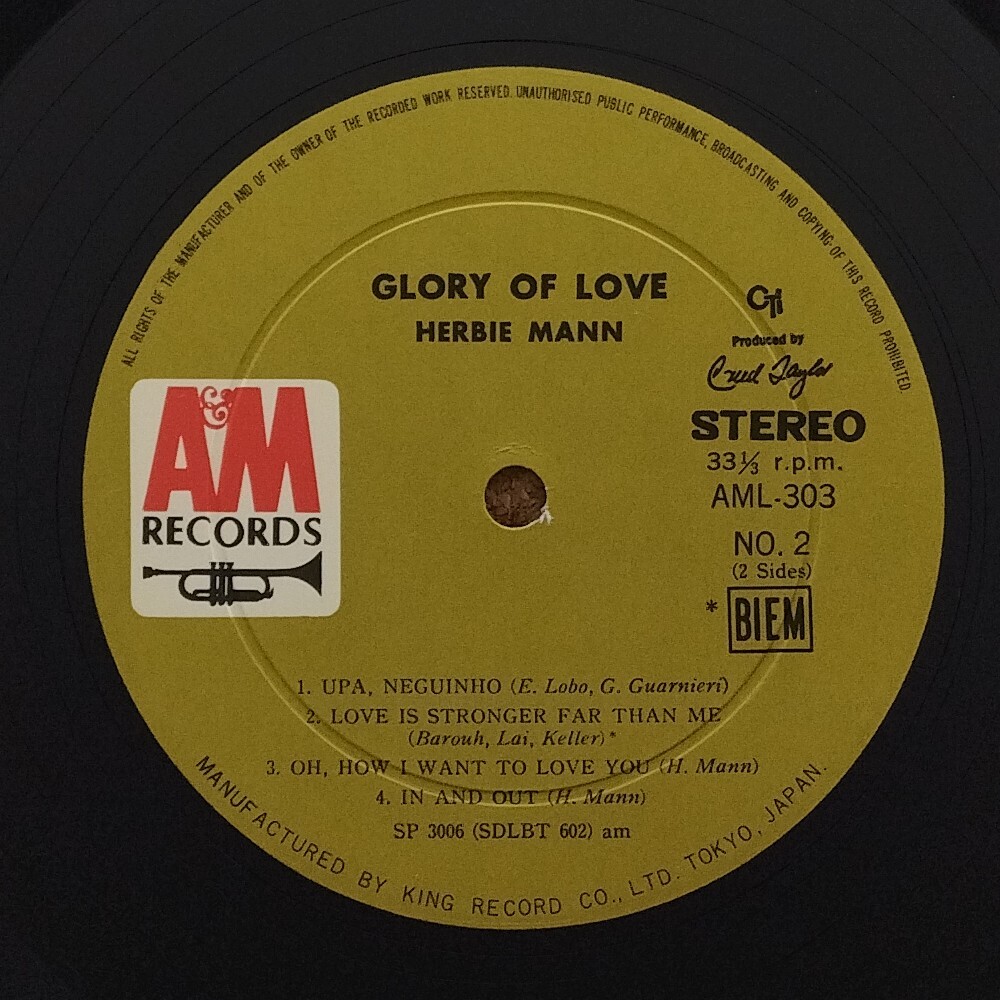 ALL RIGHTS OF THE MANUFACTURER AND OF THE OWNER OF THE RECORDED WORK RESERVED. UNAUTHORISED PUBLIC PERFORMANCE, BROADCASTING AND COPYING OF THIS RECORD PROHIBITED.
GLORY OF LOVE
HERBIE MANN
CTi
Produced by
Creed Taylor
A&M
RECORDS
STEREO
33⅓ r.p.m.
AML-303
NO. 2
(2 Sides)
* BIEM
1. UPA, NEGUINHO (E. Lobo, G. Guarnieri)
2. LOVE IS STRONGER FAR THAN ME
(Barouh, Lai, Keller)*
3. OH, HOW I WANT TO LOVE YOU (H. Mann)
4. IN AND OUT (H. Mann)
SP 3006 (SDLBT 602) am
MANUFACTURED BY KING RECORD CO., LTD. TOKYO, JAPAN.